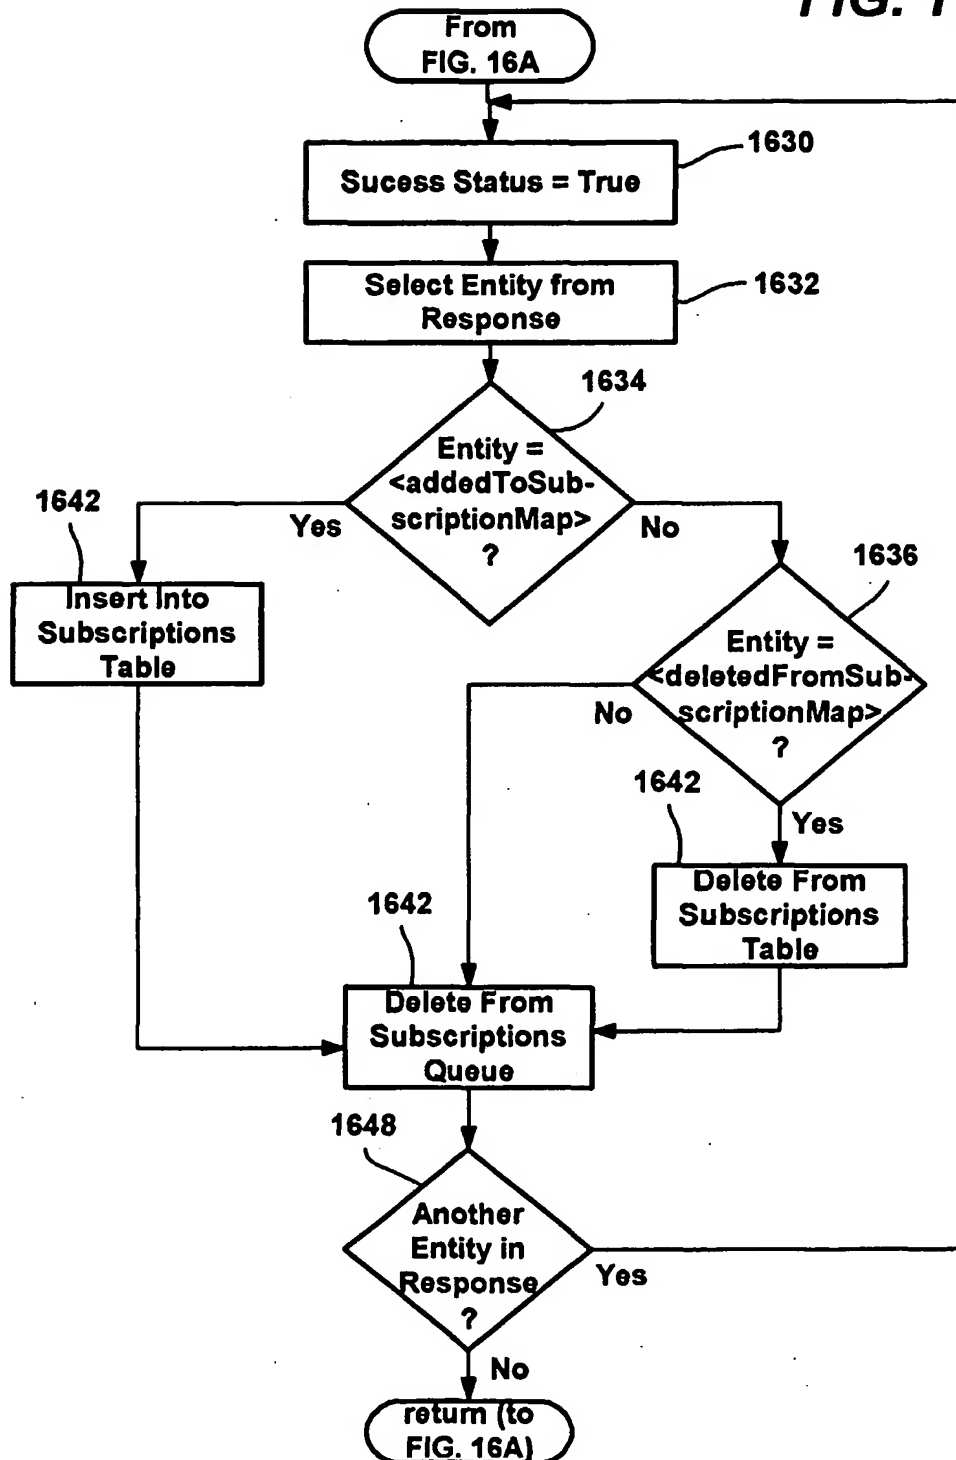 FIG. 1
From
FIG. 16A
1630
Sucess Status = True
Select Entity from
Response
1632
1634
Entity =
<addedToSub-
scriptionMap>
?
Yes
No
1642
Insert Into
Subscriptions
Table
1636
Entity =
<deletedFromSub-
scriptionMap>
?
No
Yes
1642
Delete From
Subscriptions
Table
1642
Delete From
Subscriptions
Queue
1648
Another
Entity in
Response
?
Yes
No
return (to
FIG. 16A)